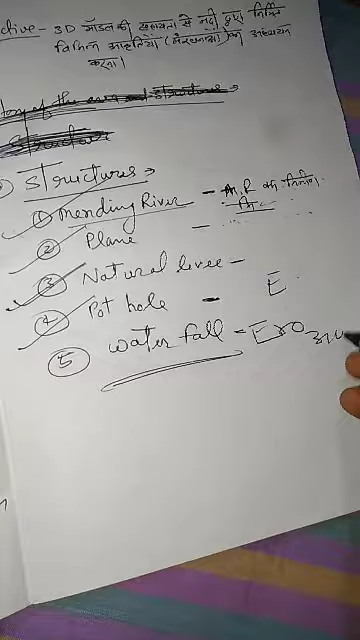 ctive - 3D मॉडल की सहायता से नदी द्वारा निर्मित
विभिन्न आकृतियों (संरचनाओं) का अध्ययन
करना।
Structures
① mending River - M.R का निर्माण
② Plane -
③ Natural levee -
④ Pot hole - E
⑤ water fall = Ero